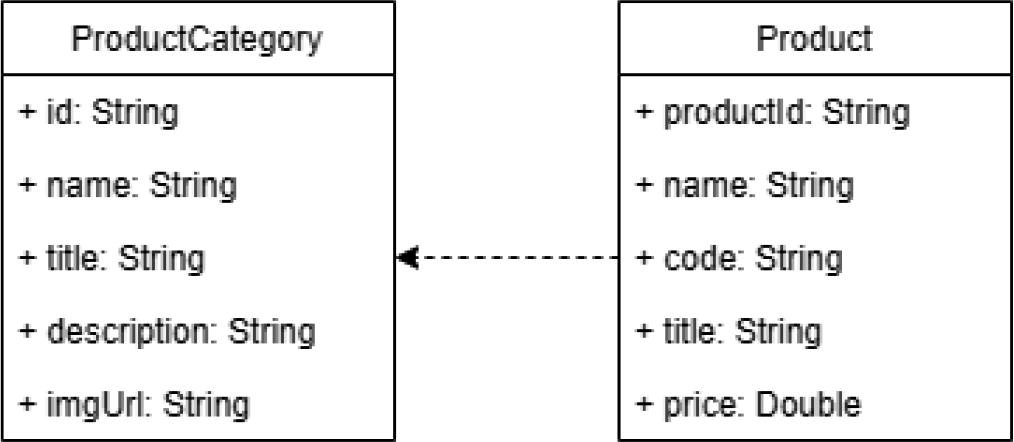 ProductCategory
+ id: String
+ name: String
+ title: String
+ description: String
+ imgUrl: String
Product
+ productId: String
+ name: String
+ code: String
+ title: String
+ price: Double